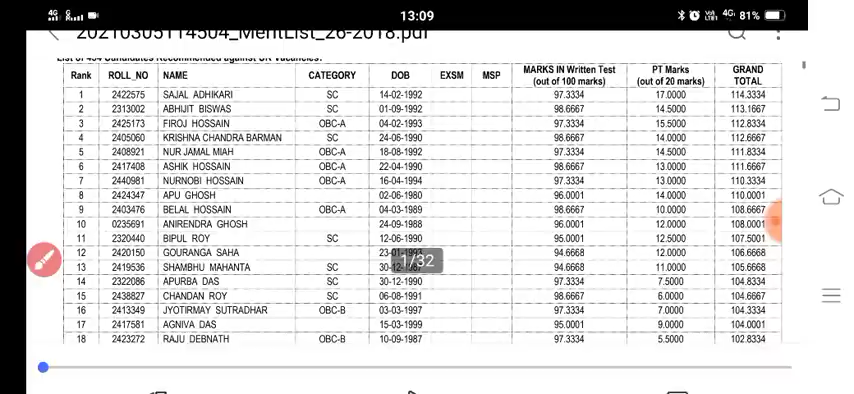 4G G 13:09 4G 81%
20210305114504_MeritList_26-2018.pdf
List of 454 Candidates Recommended against UR Vacancies:
Rank ROLL_NO NAME CATEGORY DOB EXSM MSP MARKS IN Written Test (out of 100 marks) PT Marks (out of 20 marks) GRAND TOTAL
1 2422575 SAJAL ADHIKARI SC 14-02-1992 97.3334 17.0000 114.3334
2 2313002 ABHIJIT BISWAS SC 01-09-1992 98.6667 14.5000 113.1667
3 2425173 FIROJ HOSSAIN OBC-A 04-02-1993 97.3334 15.5000 112.8334
4 2405060 KRISHNA CHANDRA BARMAN SC 24-06-1990 98.6667 14.0000 112.6667
5 2408921 NUR JAMAL MIAH OBC-A 18-08-1992 97.3334 14.5000 111.8334
6 2417408 ASHIK HOSSAIN OBC-A 22-04-1990 98.6667 13.0000 111.6667
7 2440981 NURNOBI HOSSAIN OBC-A 16-04-1994 97.3334 13.0000 110.3334
8 2424347 APU GHOSH 02-06-1980 96.0001 14.0000 110.0001
9 2403476 BELAL HOSSAIN OBC-A 04-03-1989 98.6667 10.0000 108.6667
10 0235691 ANIRENDRA GHOSH 24-09-1988 96.0001 12.0000 108.0001
11 2320440 BIPUL ROY SC 12-06-1990 95.0001 12.5000 107.5001
12 2420150 GOURANGA SAHA 94.6668 12.0000 106.6668
1/32
13 2419536 SHAMBHU MAHANTA SC 94.6668 11.0000 105.6668
14 2322086 APURBA DAS SC 30-12-1990 97.3334 7.5000 104.8334
15 2438827 CHANDAN ROY SC 06-08-1991 98.6667 6.0000 104.6667
16 2413349 JYOTIRMAY SUTRADHAR OBC-B 03-03-1997 97.3334 7.0000 104.3334
17 2417581 AGNIVA DAS 15-03-1999 95.0001 9.0000 104.0001
18 2423272 RAJU DEBNATH OBC-B 10-09-1987 97.3334 5.5000 102.8334